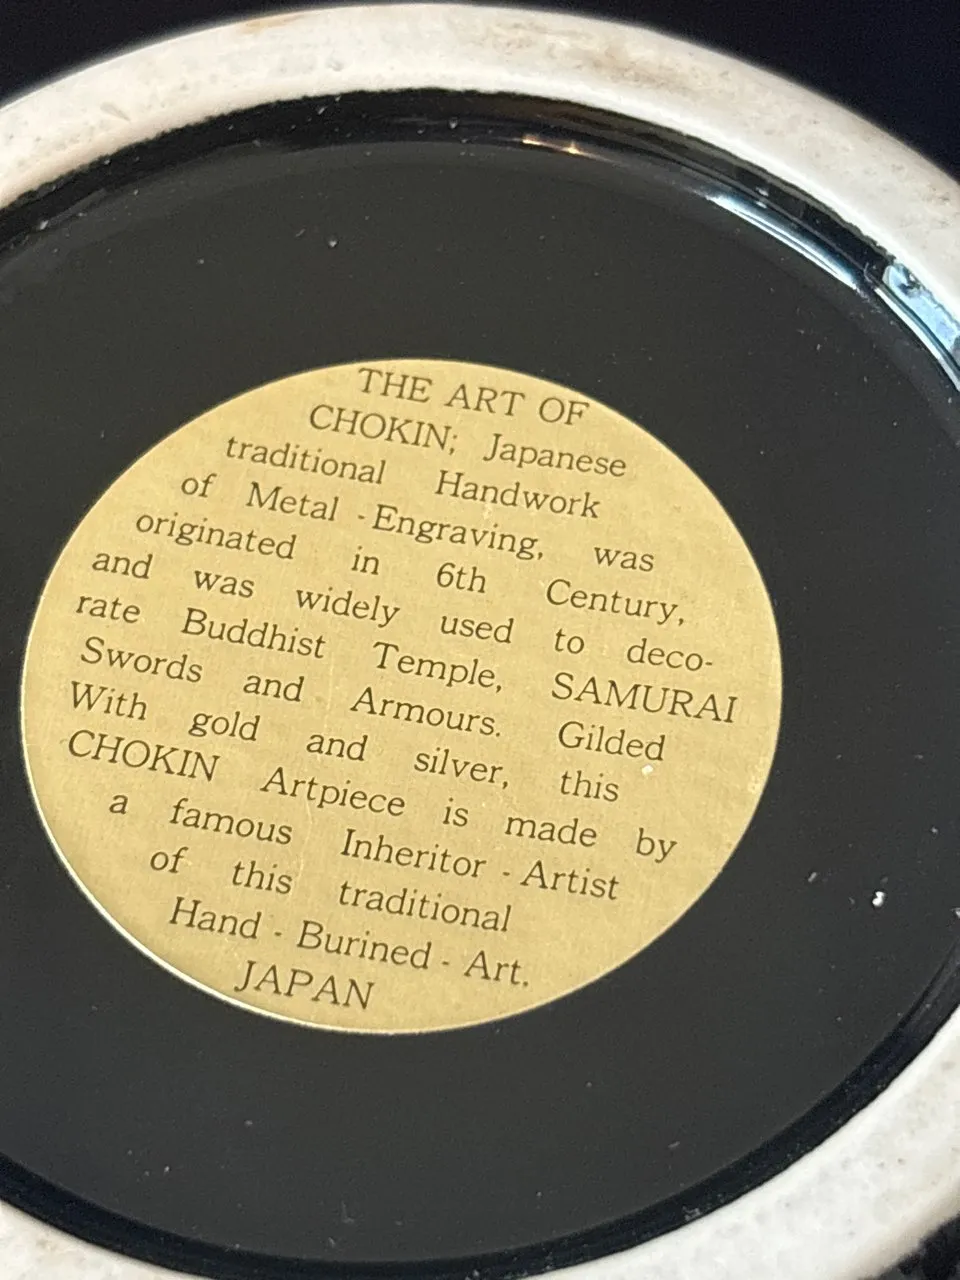 THE ART OF
CHOKIN; Japanese
traditional Handwork
of Metal - Engraving, was
originated in 6th Century,
and was widely used to deco-
rate Buddhist Temple, SAMURAI
Swords and Armours. Gilded
With gold and silver, this
CHOKIN Artpiece is made by
a famous Inheritor - Artist
of this traditional
Hand - Burined - Art.
JAPAN